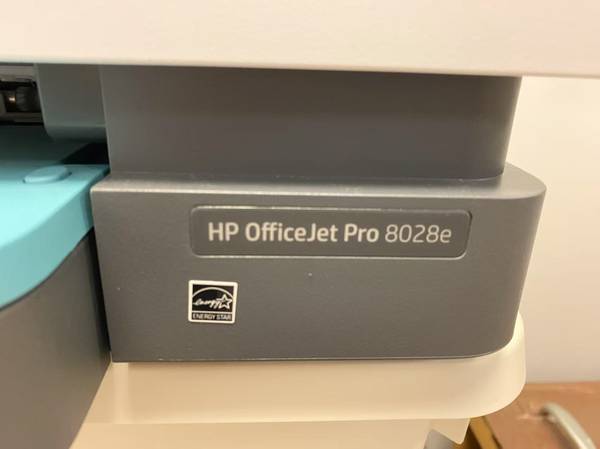 HP OfficeJet Pro 8028e
energy
ENERGY STAR